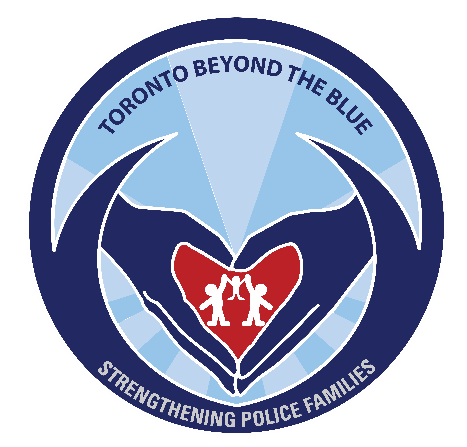 TORONTO BEYOND THE BLUE
STRENGTHENING POLICE FAMILIES